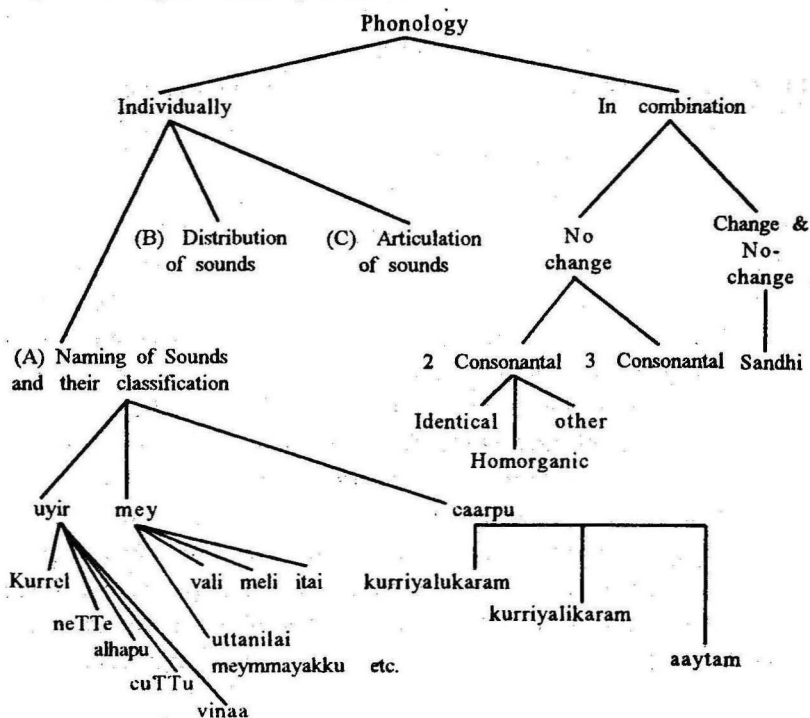 Phonology
Individually
In combination
(B) Distribution
of sounds
(C) Articulation
of sounds
No
change
Change &
No-
change
(A) Naming of Sounds
and their classification
2 Consonantal
3 Consonantal
Sandhi
Identical
other
Homorganic
uyir
mey
caarpu
Kurrel
vali
meli
itai
kurriyalukaram
kurriyalikaram
neTTe
alhapu
cuTTu
vinaa
uttanilai
meymmayakku etc.
aaytam